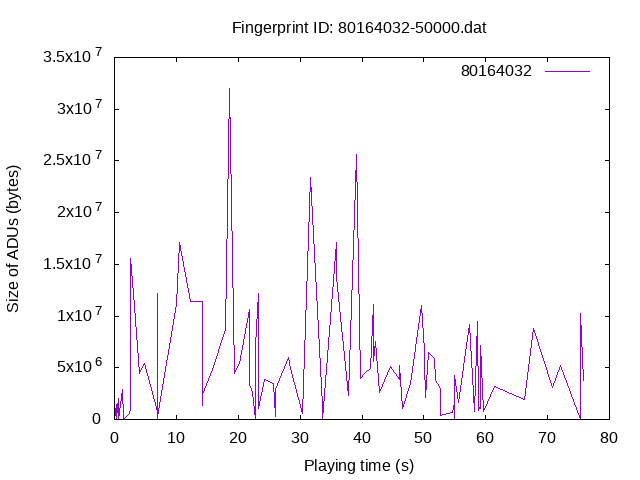 Fingerprint ID: 80164032-50000.dat
80164032
3.5x10^7
3x10^7
2.5x10^7
2x10^7
1.5x10^7
1x10^7
5x10^6
0
Size of ADUs (bytes)
0 10 20 30 40 50 60 70 80
Playing time (s)